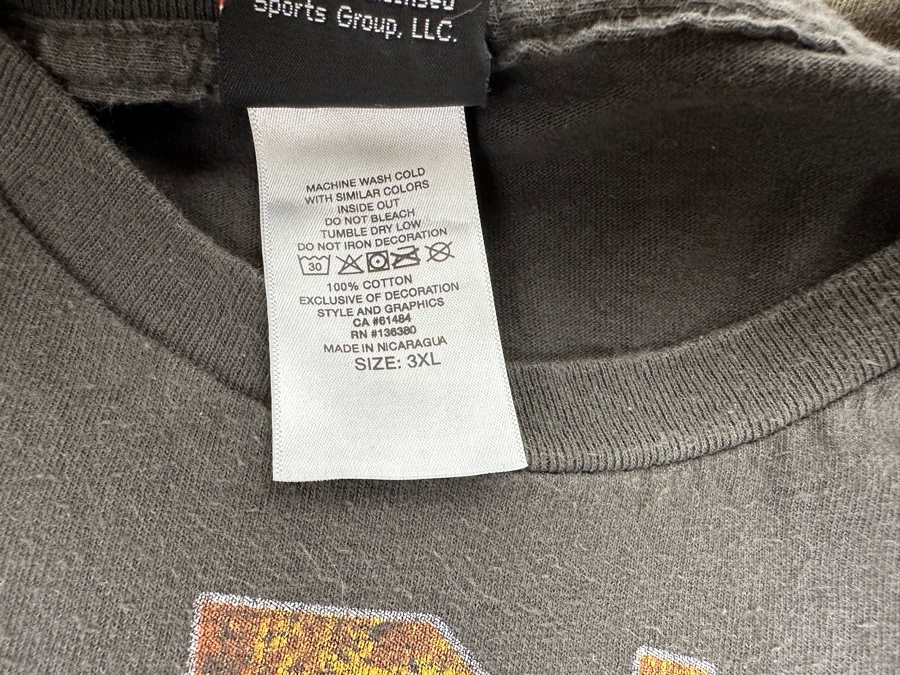 Sports Group, LLC.
MACHINE WASH COLD
WITH SIMILAR COLORS
INSIDE OUT
DO NOT BLEACH
TUMBLE DRY LOW
DO NOT IRON DECORATION
30
100% COTTON
EXCLUSIVE OF DECORATION
STYLE AND GRAPHICS
CA #61484
RN #136380
MADE IN NICARAGUA
SIZE: 3XL